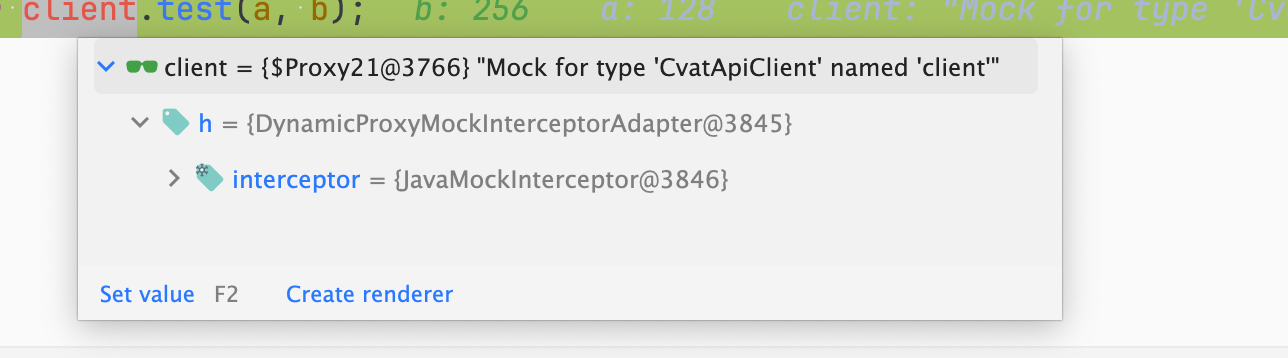 client.test(a, b);   b: 256    a: 128    client: "Mock for type 'Cv
client = {$Proxy21@3766} "Mock for type 'CvatApiClient' named 'client'"
h = {DynamicProxyMockInterceptorAdapter@3845}
interceptor = {JavaMockInterceptor@3846}
Set value F2 Create renderer